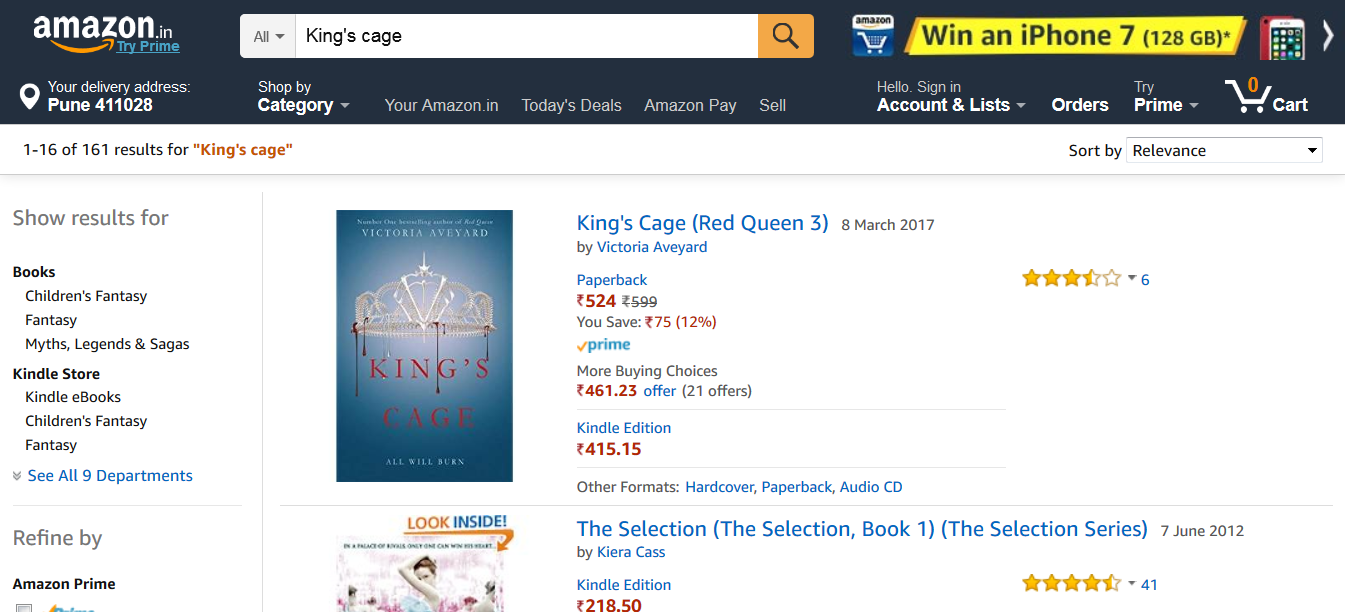 amazon.in
Try Prime
All
King's cage
amazon
Win an iPhone 7 (128 GB)*
Your delivery address:
Pune 411028
Shop by
Category
Your Amazon.in
Today's Deals
Amazon Pay
Sell
Hello. Sign in
Account & Lists
Orders
Try
Prime
0
Cart
1-16 of 161 results for "King's cage"
Sort by
Relevance
Show results for
Books
Children's Fantasy
Fantasy
Myths, Legends & Sagas
Kindle Store
Kindle eBooks
Children's Fantasy
Fantasy
See All 9 Departments
Refine by
Amazon Prime
Prime
Number One bestselling author of Red Queen
VICTORIA AVEYARD
KING'S
CAGE
ALL WILL BURN
King's Cage (Red Queen 3) 8 March 2017
by Victoria Aveyard
Paperback
₹524 ₹599
You Save: ₹75 (12%)
prime
More Buying Choices
₹461.23 offer (21 offers)
Kindle Edition
₹415.15
Other Formats: Hardcover, Paperback, Audio CD
6
LOOK INSIDE!
IN A PALACE OF RIVALS, ONLY ONE CAN WIN HIS HEART...
The Selection (The Selection, Book 1) (The Selection Series) 7 June 2012
by Kiera Cass
Kindle Edition
₹218.50
41